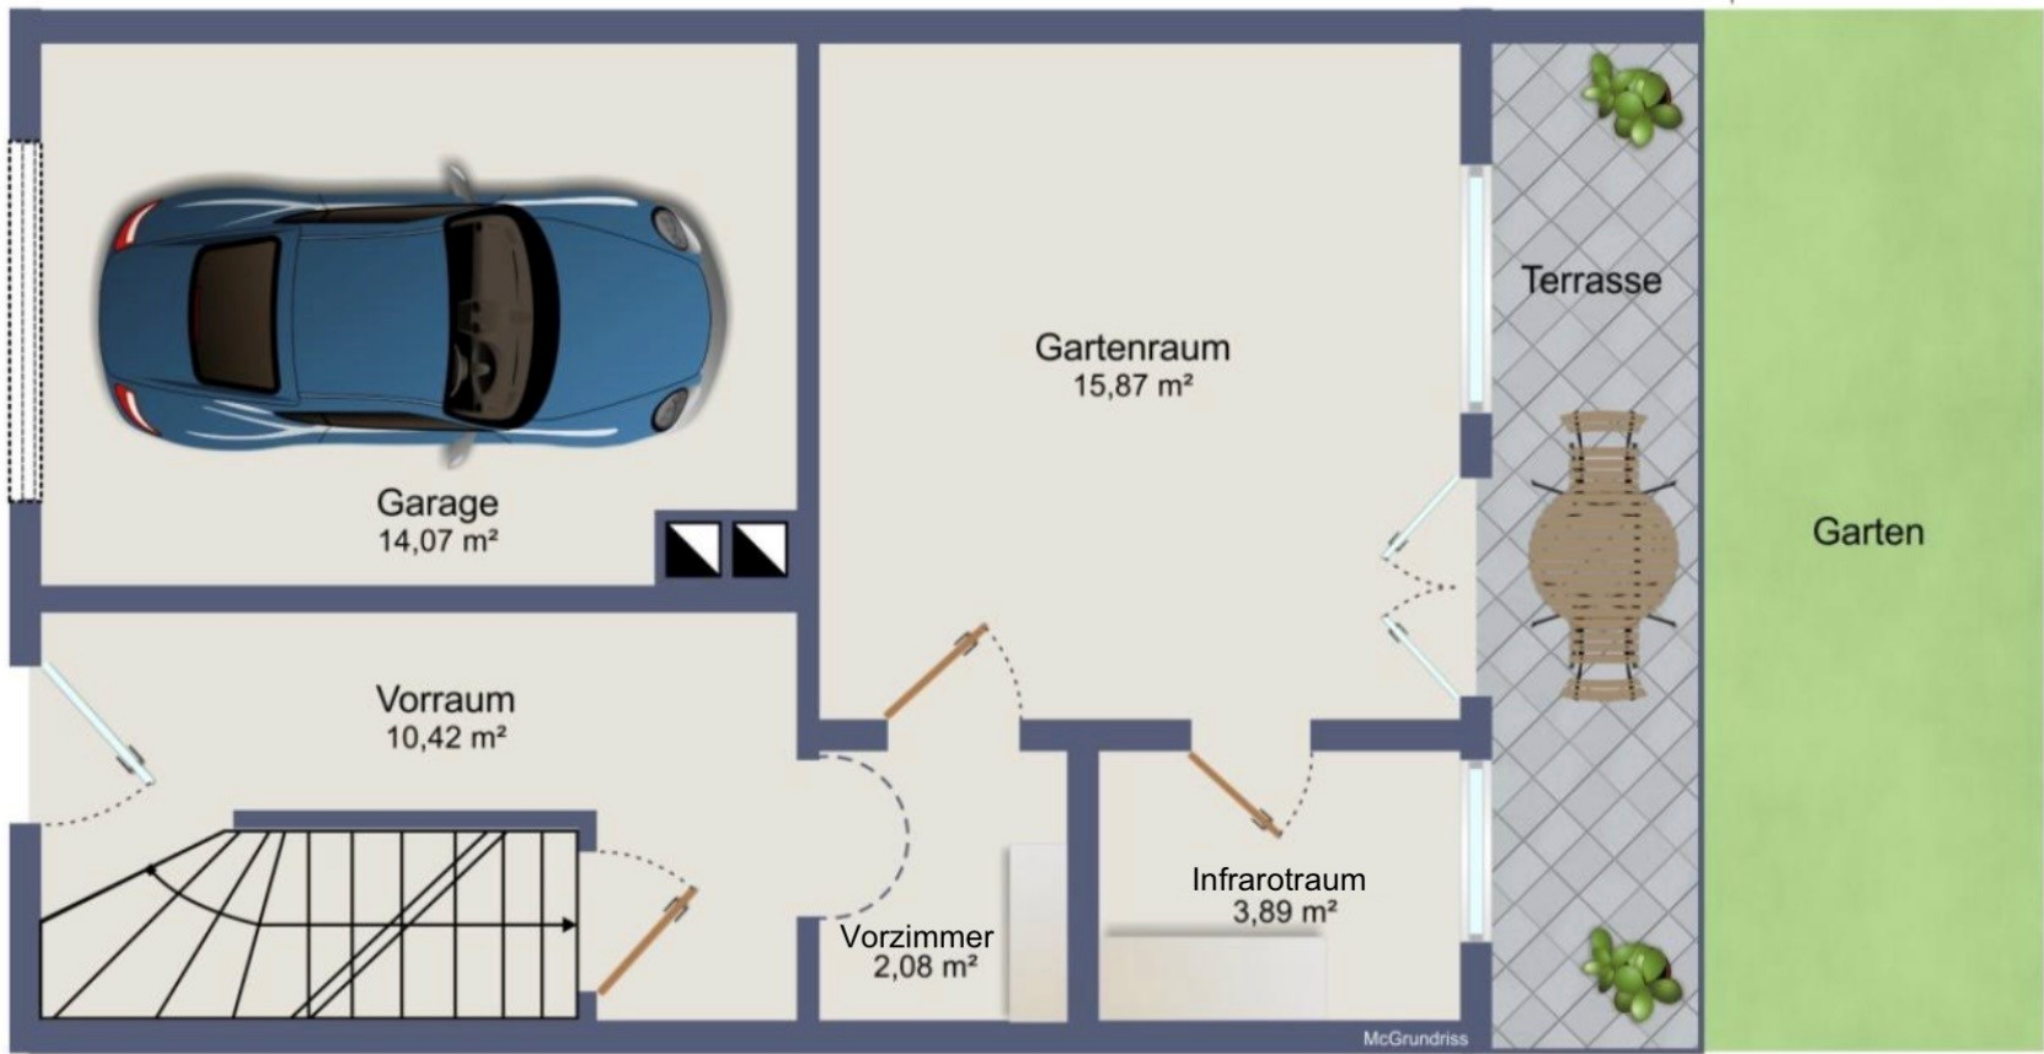 Terrasse
Gartenraum
15,87 m²
Garage
14,07 m²
Garten
Vorraum
10,42 m²
Infrarotraum
3,89 m²
Vorzimmer
2,08 m²
McGrundriss